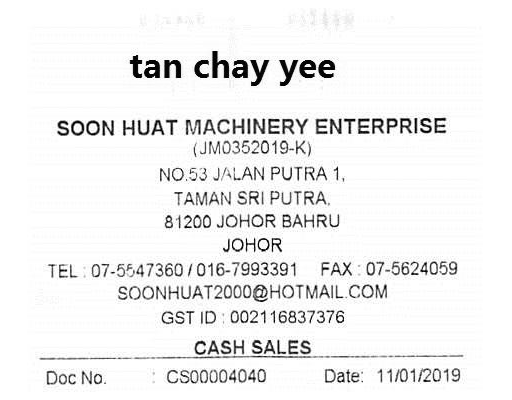 tan chay yee
SOON HUAT MACHINERY ENTERPRISE
(JM0352019-K)
NO.53 JALAN PUTRA 1,
TAMAN SRI PUTRA,
81200 JOHOR BAHRU
JOHOR
TEL : 07-5547360 / 016-7993391 FAX : 07-5624059
SOONHUAT2000@HOTMAIL.COM
GST ID : 002116837376
CASH SALES
Doc No. : CS00004040 Date: 11/01/2019